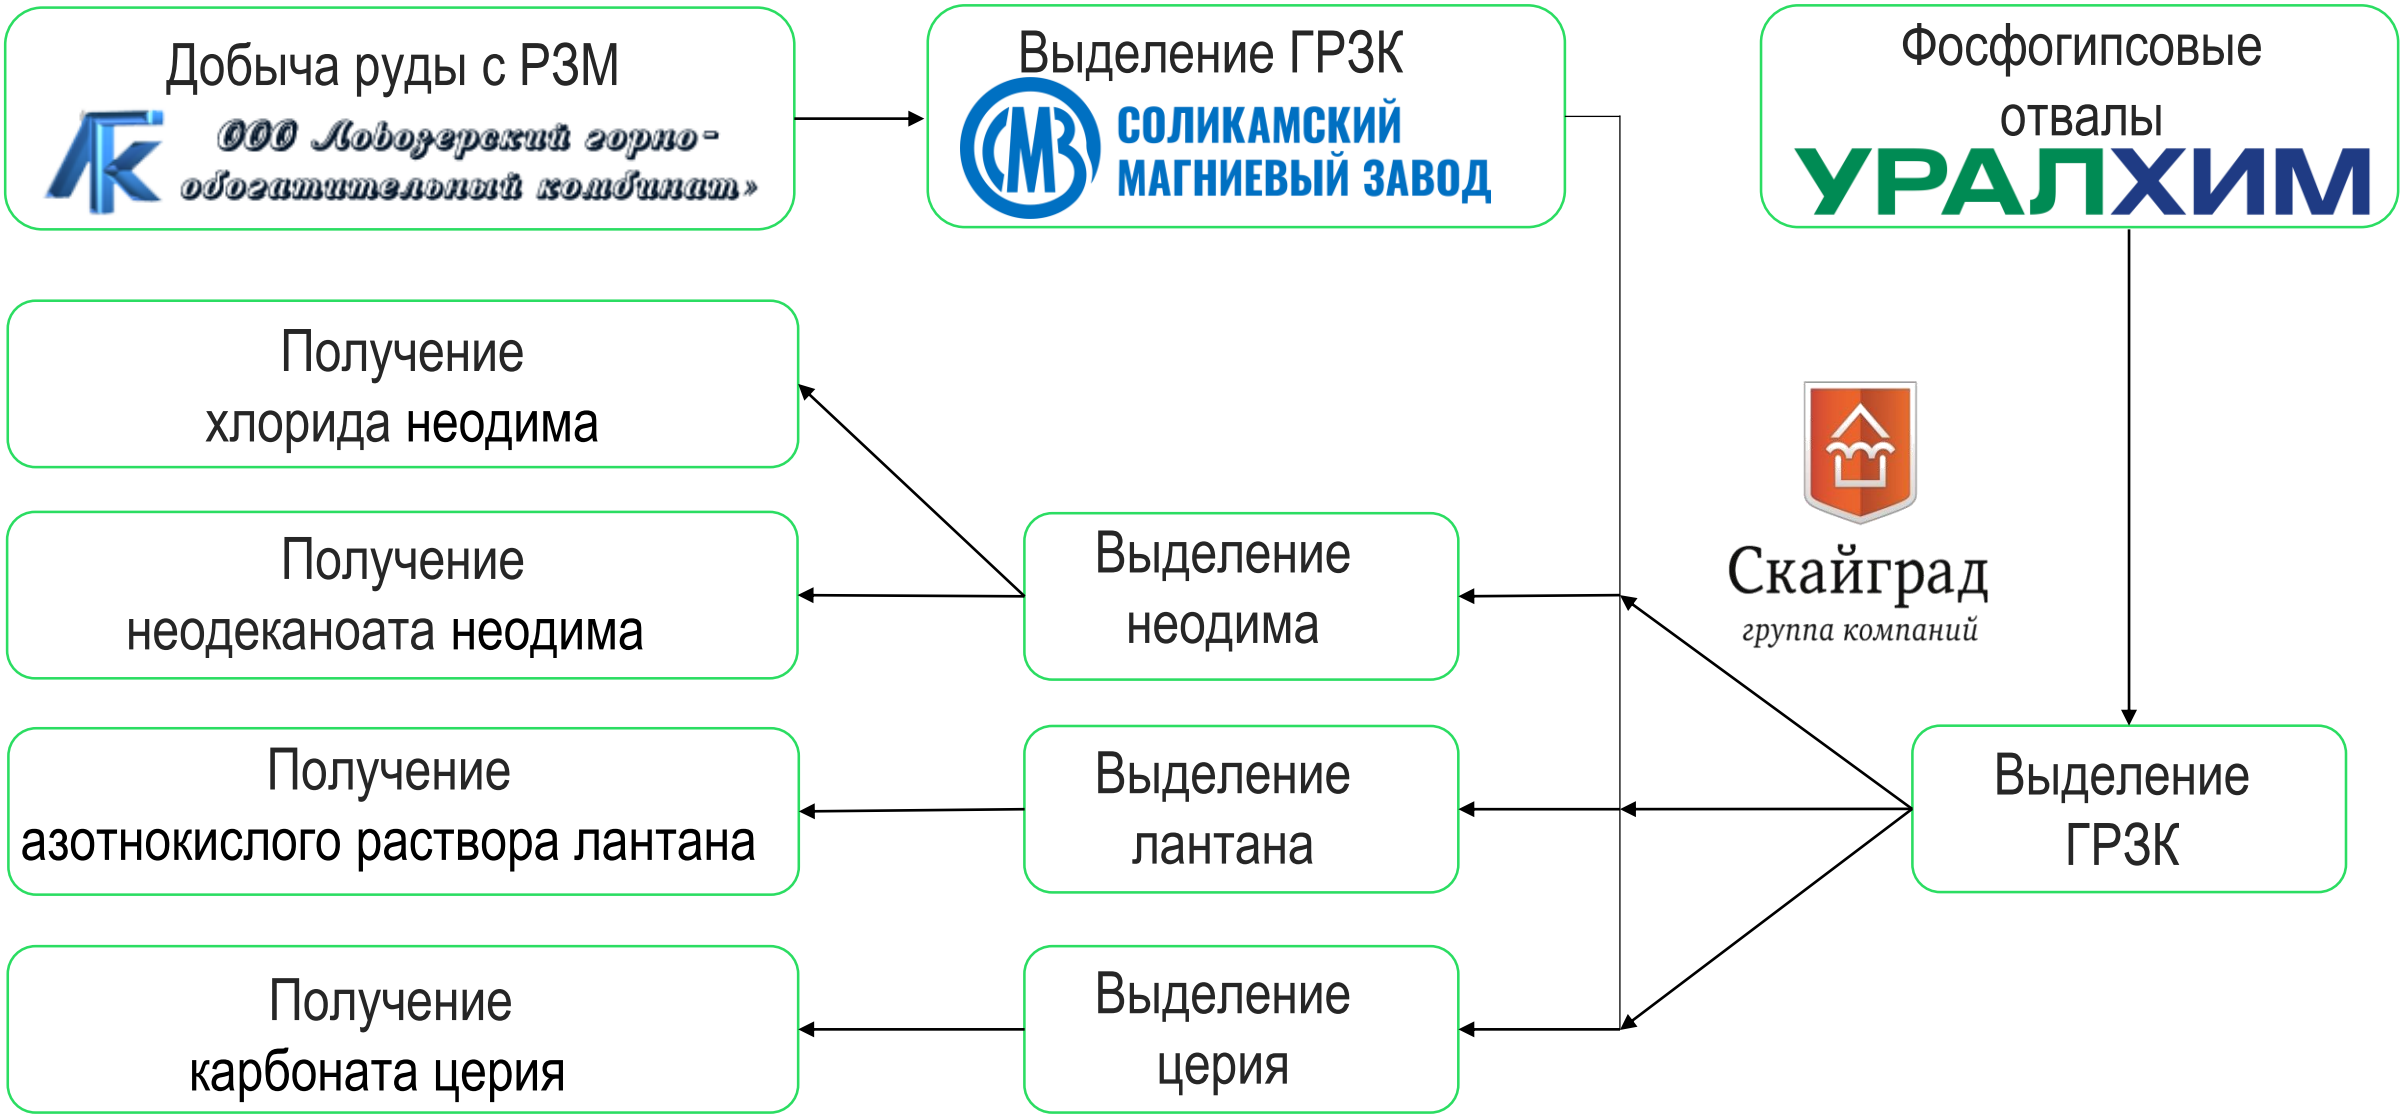 Добыча руды с РЗМ
ГК
ООО Ловозерский горно-
обогатительный комбинат»
Выделение ГРЗК
СМЗ
СОЛИКАМСКИЙ
МАГНИЕВЫЙ ЗАВОД
Фосфогипсовые
отвалы
УРАЛХИМ
Получение
хлорида неодима
Скайград
группа компаний
Получение
неодеканоата неодима
Выделение
неодима
Получение
азотнокислого раствора лантана
Выделение
лантана
Выделение
ГРЗК
Получение
карбоната церия
Выделение
церия